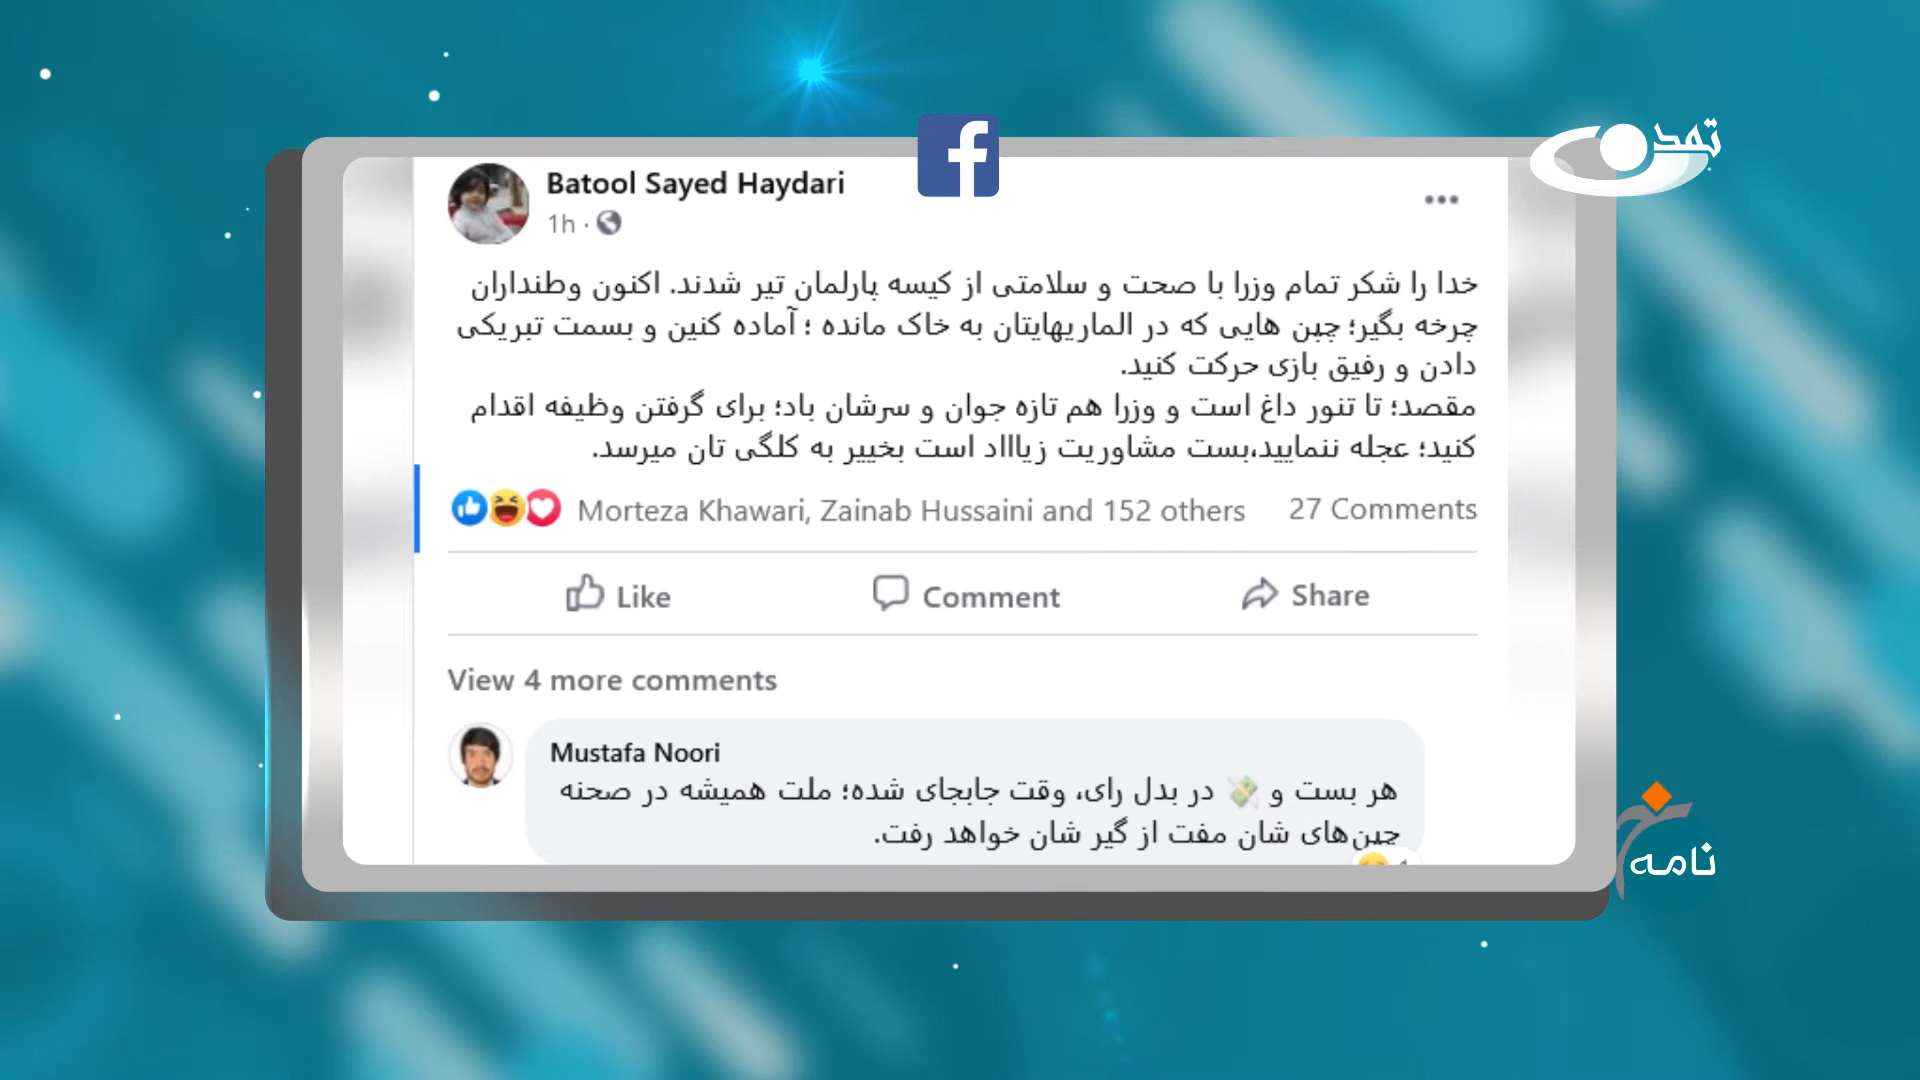 تمدن
Batool Sayed Haydari
1h ·
خدا را شکر تمام وزرا با صحت و سلامتی از کیسه پارلمان تیر شدند. اکنون وطنداران
چرخه بگیر؛ چپن هایی که در الماریهایتان به خاک مانده ؛ آماده کنین و بسمت تبریکی
دادن و رفیق بازی حرکت کنید.
مقصد؛ تا تنور داغ است و وزرا هم تازه جوان و سرشان باد؛ برای گرفتن وظیفه اقدام
کنید؛ عجله ننمایید،بست مشاوریت زیاااد است بخییر به کلگی تان میرسد.
Morteza Khawari, Zainab Hussaini and 152 others 27 Comments
Like Comment Share
View 4 more comments
Mustafa Noori
هر بست و 💸 در بدل رای، وقت جابجای شده؛ ملت همیشه در صحنه
چپن‌های شان مفت از گیر شان خواهد رفت.
نامه